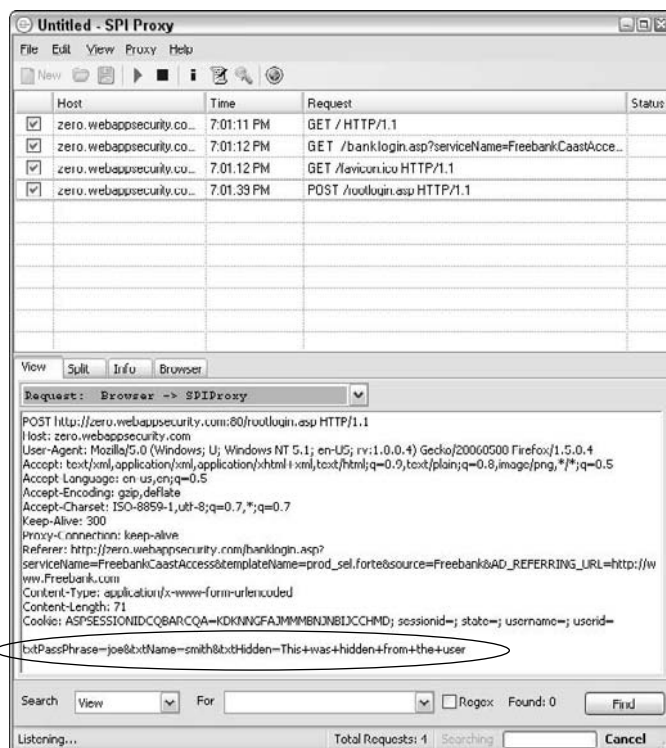 Untitled - SPI Proxy
File Edit View Proxy Help
New
Host Time Request Status
zero.webappsecurity.co... 7:01:11 PM GET / HTTP/1.1
zero.webappsecurity.co... 7:01:12 PM GET /banklogin.asp?serviceName=FreebankCaastAcce...
zero.webappsecurity.co... 7:01:12 PM GET /favicon.ico HTTP/1.1
zero.webappsecurity.co... 7:01:39 PM POST /rootlogin.asp HTTP/1.1
View Split Info Browser
Request: Browser -> SPIProxy
POST http://zero.webappsecurity.com:80/rootlogin.asp HTTP/1.1
Host: zero.webappsecurity.com
User-Agent: Mozilla/5.0 (Windows; U; Windows NT 5.1; en-US; rv:1.0.0.4) Gecko/20060500 Firefox/1.5.0.4
Accept: text/xml,application/xml,application/xhtml+xml,text/html;q=0.9,text/plain;q=0.8,image/png,*/*;q=0.5
Accept-Language: en-us,en;q=0.5
Accept-Encoding: gzip,deflate
Accept-Charset: ISO-8859-1,utf-8;q=0.7,*;q=0.7
Keep-Alive: 300
Proxy-Connection: keep-alive
Referer: http://zero.webappsecurity.com/banklogin.asp?
serviceName=FreebankCaastAccess&templateName=prod_sel.forte&source=Freebank&AD_REFERRING_URL=http://w
ww.Freebank.com
Content-Type: application/x-www-form-urlencoded
Content-Length: 71
Cookie: ASPSESSIONIDCQBARCQA=KDKNNGFAJMMMBNJNBIJCCHMD; sessionid=; state=; username=; userid=
txtPassPhrase=joe&txtName=smith&txtHidden=This+was+hidden+from+the+user
Search View For Regex Found: 0 Find
Listening... Total Requests: 4 Searching Cancel